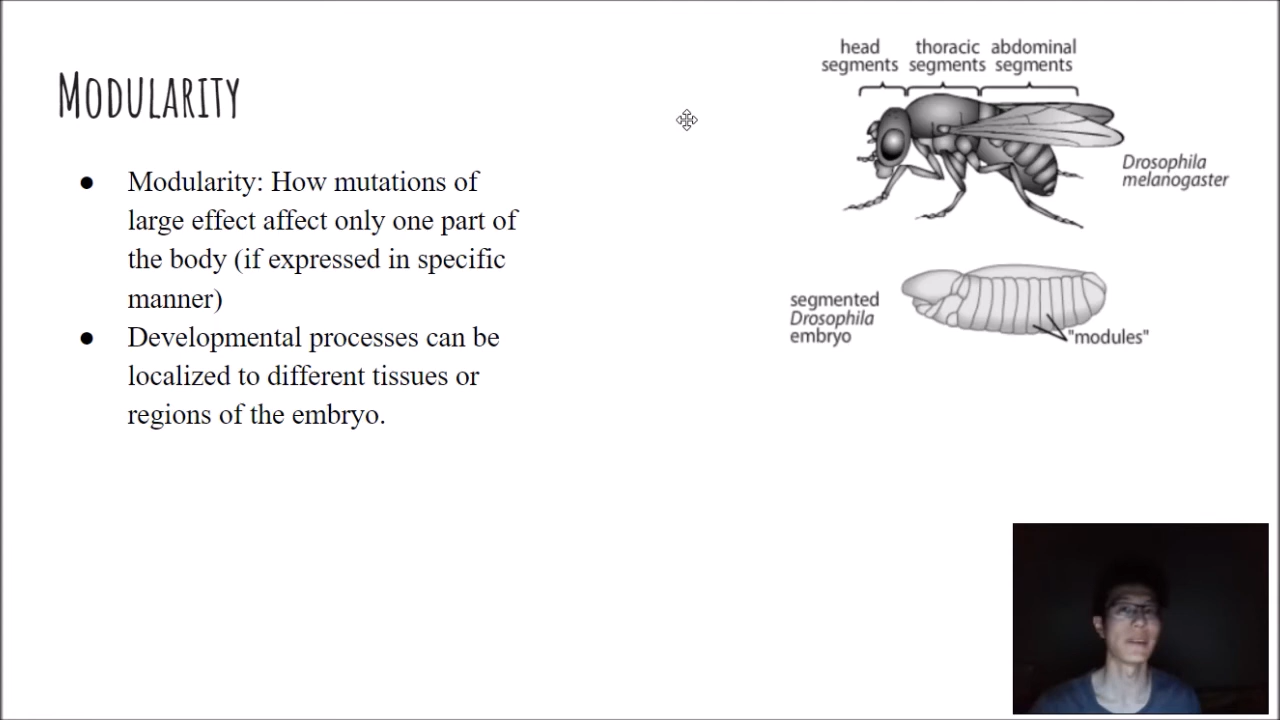 MODULARITY
● Modularity: How mutations of
large effect affect only one part of
the body (if expressed in specific
manner)
● Developmental processes can be
localized to different tissues or
regions of the embryo.
head segments
thoracic segments
abdominal segments
Drosophila
melanogaster
segmented
Drosophila
embryo
"modules"